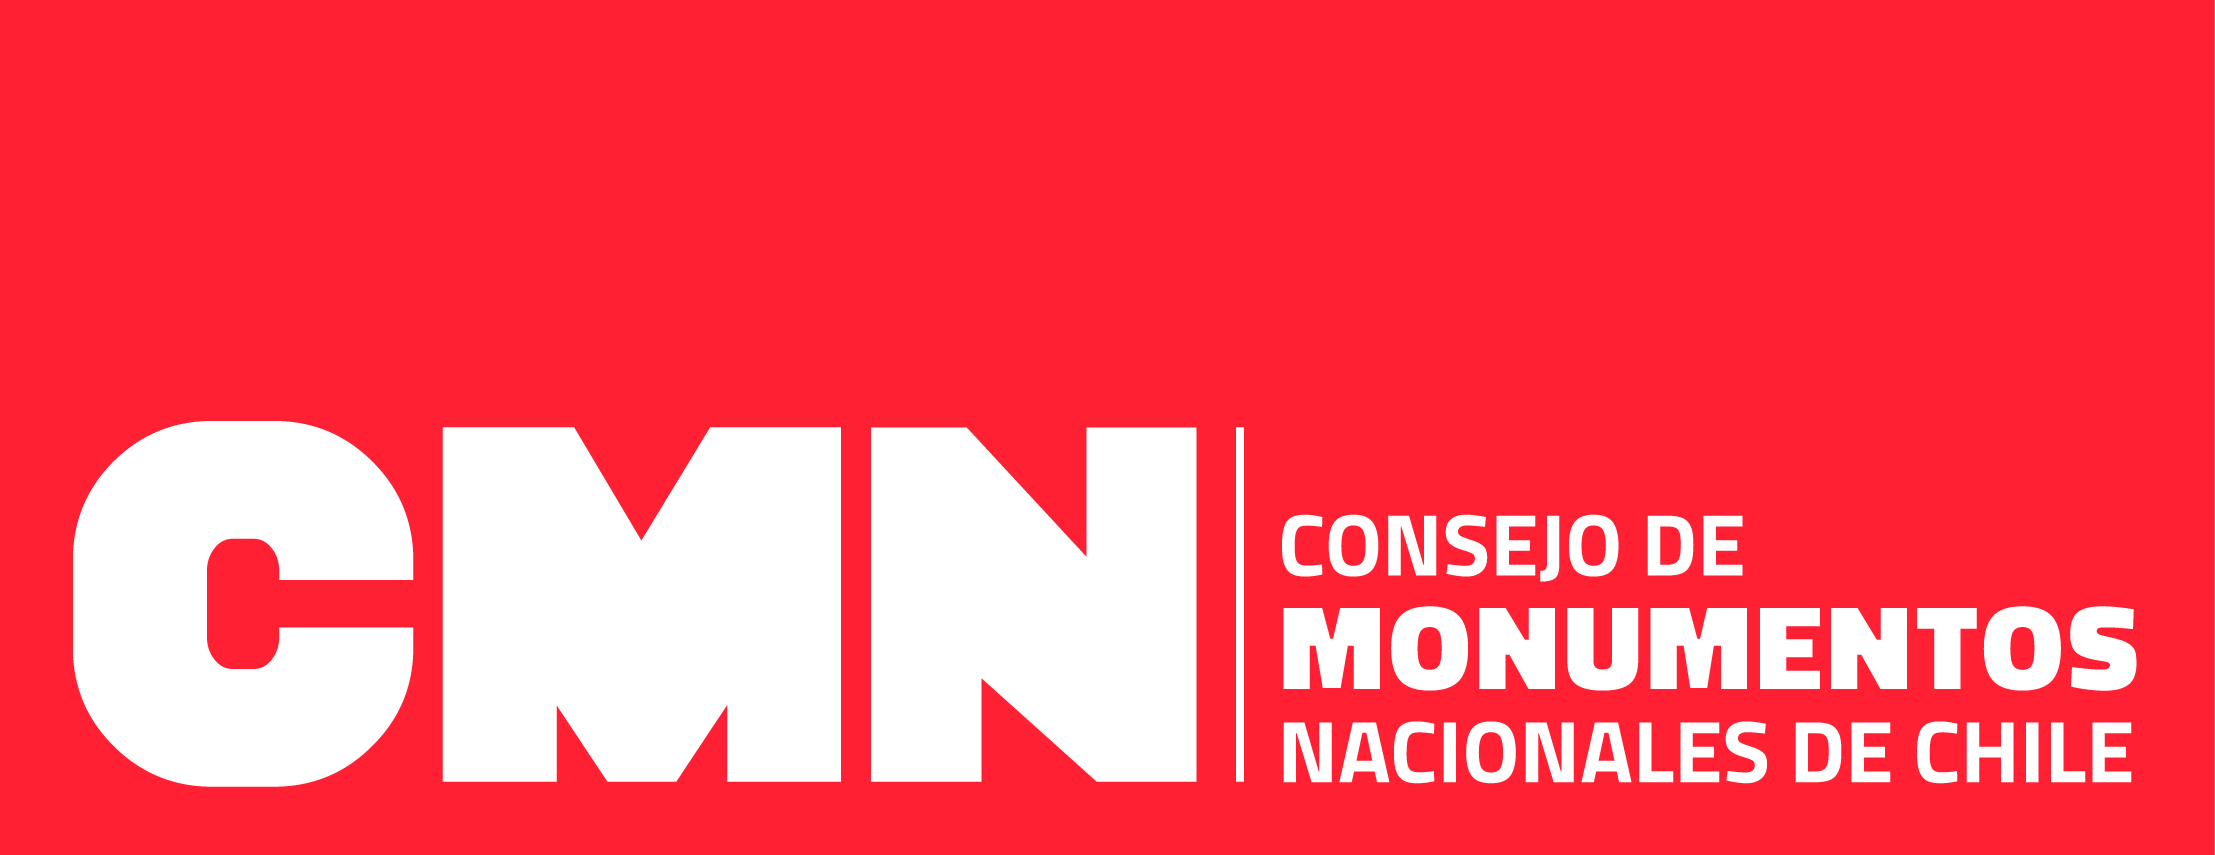 CMN
CONSEJO DE
MONUMENTOS
NACIONALES DE CHILE